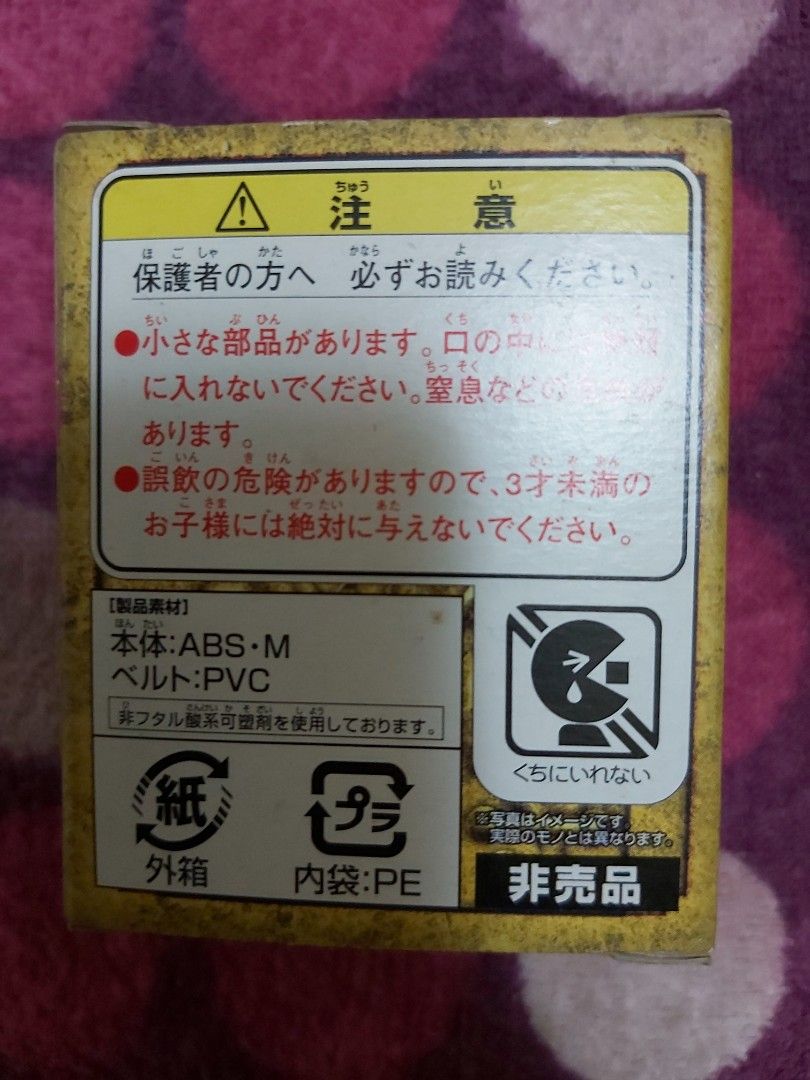 注意
保護者の方へ 必ずお読みください。
●小さな部品があります。口の中に
に入れないでください。窒息などの
あります。
●誤飲の危険がありますので、3才未満の
お子様には絶対に与えないでください。
【製品素材】
本体:ABS・M
ベルト:PVC
非フタル酸系可塑剤を使用しております。
くちにいれない
紙
外箱
プラ
内袋:PE
※写真はイメージです。
実際のモノとは異なります。
非売品